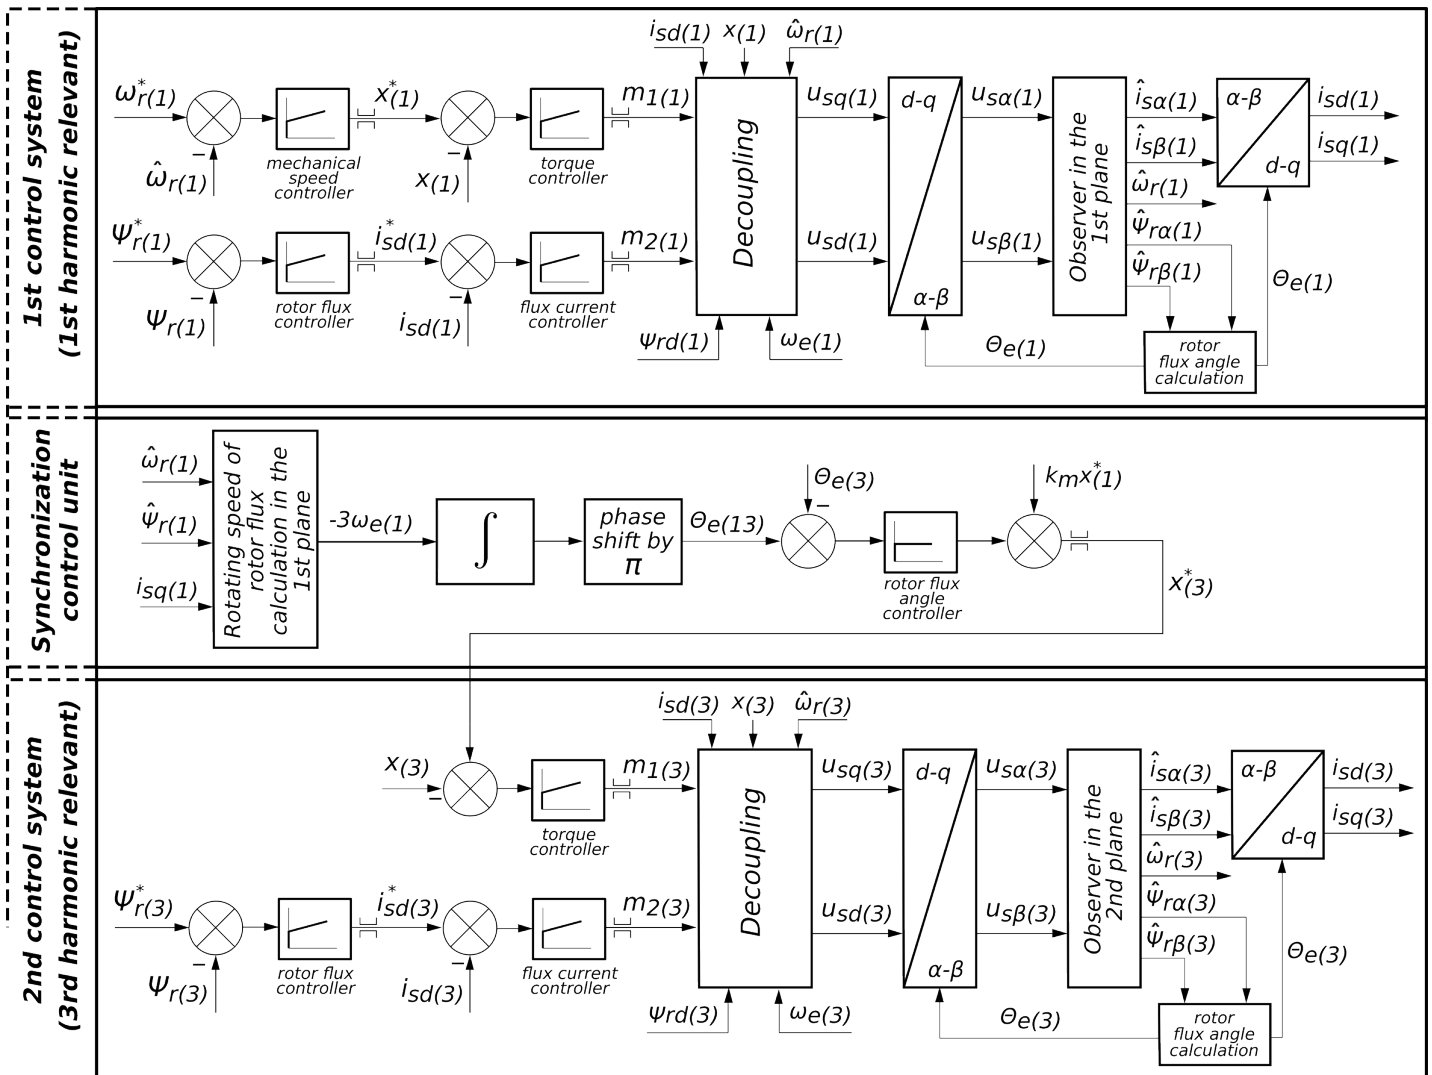 1st control system
(1st harmonic relevant)
isd(1) x(1) ω̂r(1)
ω*r(1)
x*(1)
m1(1)
usq(1)
d-q
usα(1)
îsα(1)
α-β
isd(1)
−
ω̂r(1)
mechanical
speed
controller
−
x(1)
torque
controller
Decoupling
Observer in the
1st plane
îsβ(1)
d-q
isq(1)
ω̂r(1)
Ψ*r(1)
i*sd(1)
m2(1)
usd(1)
α-β
usβ(1)
ψ̂rα(1)
ψ̂rβ(1)
Θe(1)
−
Ψr(1)
rotor flux
controller
−
isd(1)
flux current
controller
Ψrd(1)
ωe(1)
Θe(1)
rotor
flux angle
calculation
Synchronization
control unit
ω̂r(1)
ψ̂r(1)
isq(1)
Rotating speed of
rotor flux
calculation in the
1st plane
-3ωe(1)
∫
phase
shift by
π
Θe(13)
Θe(3)
−
rotor flux
angle
controller
kmx*(1)
x*(3)
2nd control system
(3rd harmonic relevant)
isd(3) x(3) ω̂r(3)
x(3)
−
torque
controller
m1(3)
Decoupling
usq(3)
d-q
usα(3)
Observer in the
2nd plane
îsα(3)
α-β
isd(3)
îsβ(3)
d-q
isq(3)
ω̂r(3)
Ψ*r(3)
i*sd(3)
m2(3)
usd(3)
α-β
usβ(3)
ψ̂rα(3)
ψ̂rβ(3)
Θe(3)
−
Ψr(3)
rotor flux
controller
−
isd(3)
flux current
controller
Ψrd(3)
ωe(3)
Θe(3)
rotor
flux angle
calculation